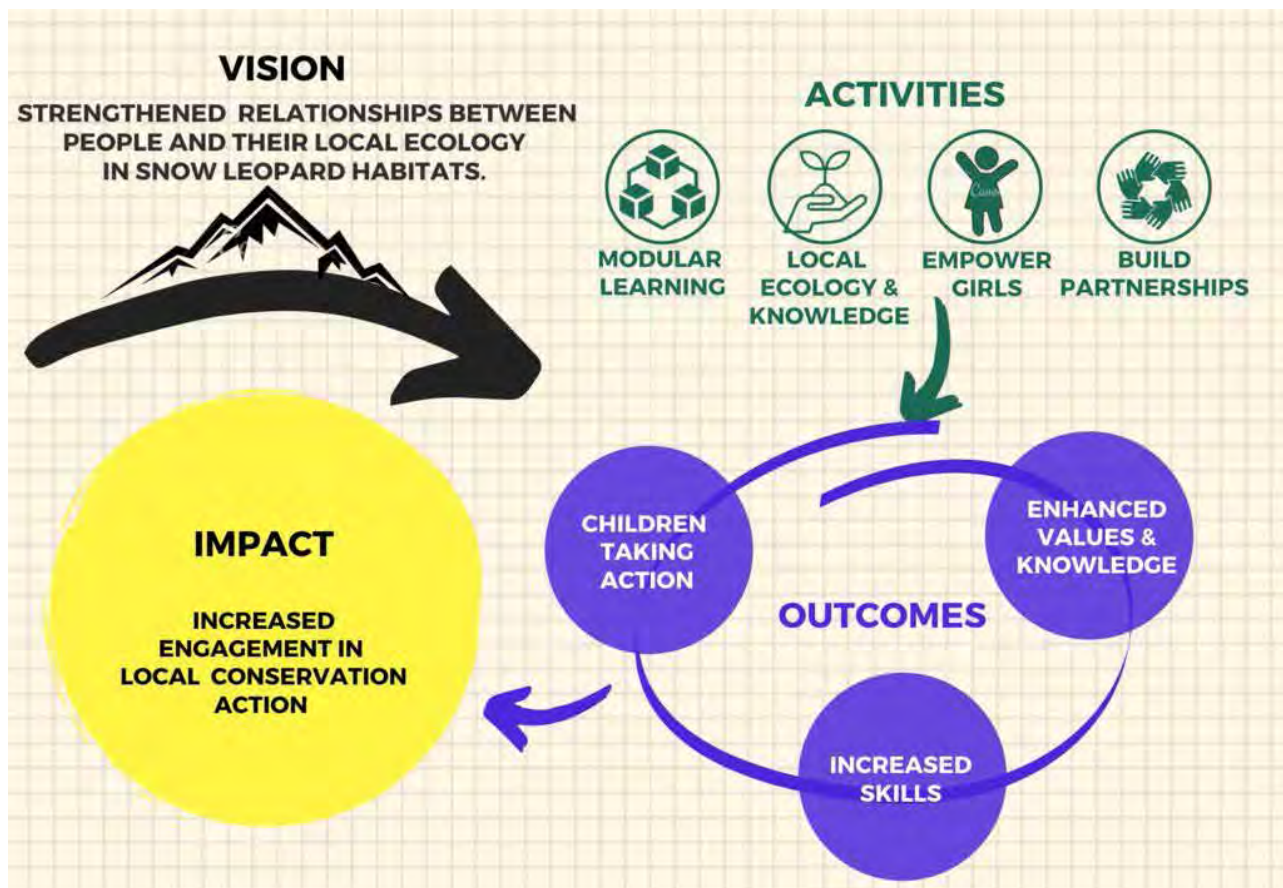 VISION
STRENGTHENED RELATIONSHIPS BETWEEN
PEOPLE AND THEIR LOCAL ECOLOGY
IN SNOW LEOPARD HABITATS.
ACTIVITIES
MODULAR
LEARNING
LOCAL
ECOLOGY &
KNOWLEDGE
EMPOWER
GIRLS
BUILD
PARTNERSHIPS
IMPACT
INCREASED
ENGAGEMENT IN
LOCAL CONSERVATION
ACTION
CHILDREN
TAKING
ACTION
ENHANCED
VALUES &
KNOWLEDGE
OUTCOMES
INCREASED
SKILLS